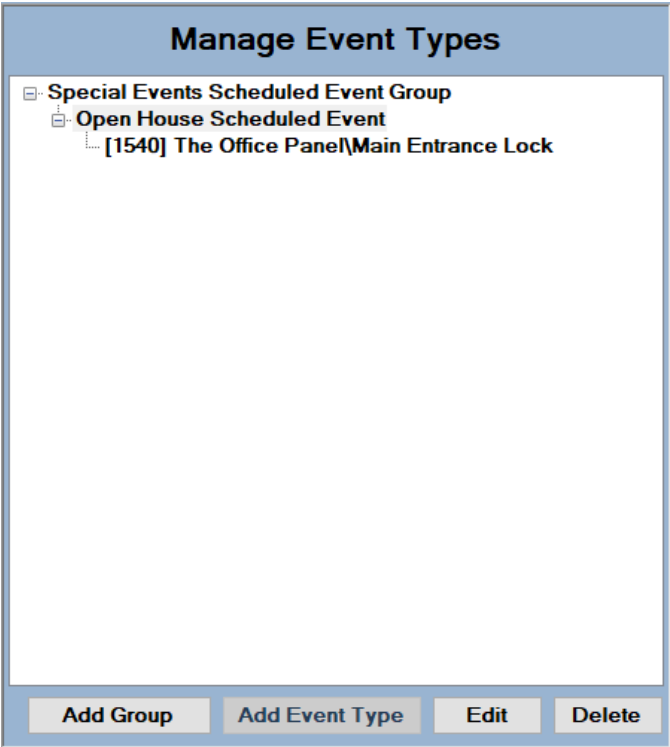 Manage Event Types
Special Events Scheduled Event Group
Open House Scheduled Event
[1540] The Office Panel\Main Entrance Lock
Add Group Add Event Type Edit Delete